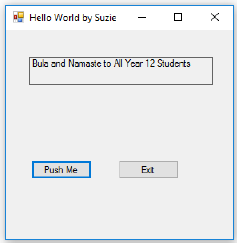 Hello World by Suzie
Bula and Namaste to All Year 12 Students
Push Me
Exit